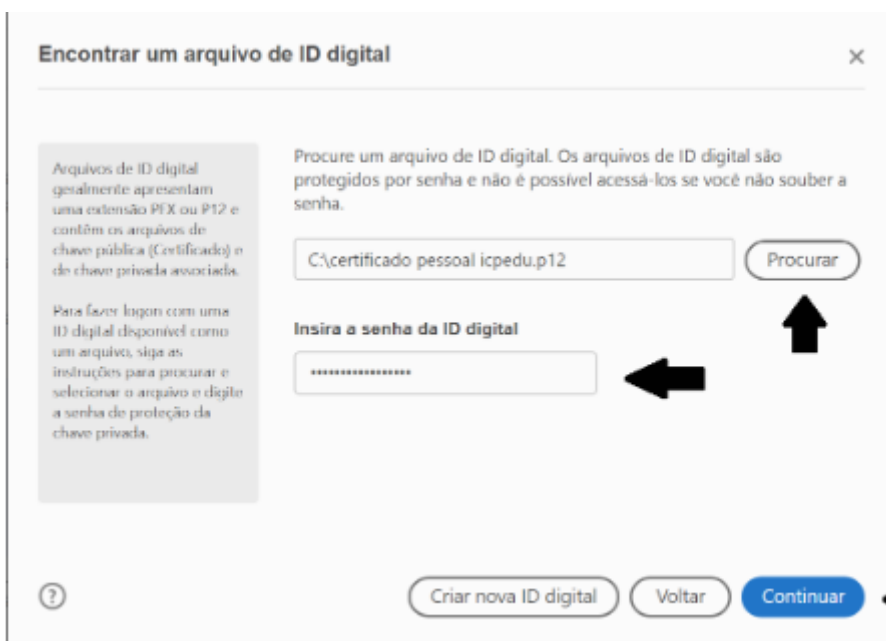 Encontrar um arquivo de ID digital
×
Arquivos de ID digital
geralmente apresentam
uma extensão PFX ou P12 e
contêm os arquivos de
chave pública (Certificado) e
de chave privada associada.
Para fazer logon com uma
ID digital disponível como
um arquivo, siga as
instruções para procurar e
selecionar o arquivo e digite
a senha de proteção da
chave privada.
Procure um arquivo de ID digital. Os arquivos de ID digital são
protegidos por senha e não é possível acessá-los se você não souber a
senha.
C:\certificado pessoal icpedu.p12
Procurar
Insira a senha da ID digital
•••••••••••••••••
?
Criar nova ID digital
Voltar
Continuar